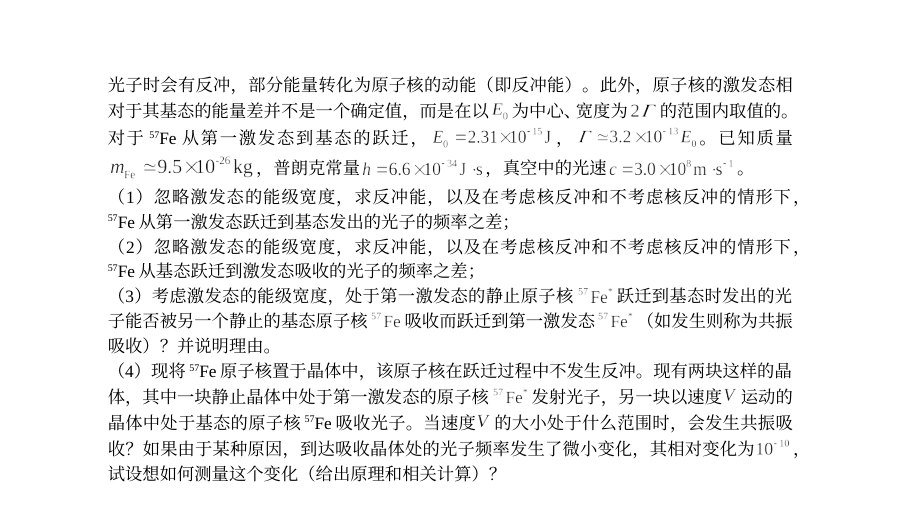 光子时会有反冲，部分能量转化为原子核的动能（即反冲能）。此外，原子核的激发态相
对于其基态的能量差并不是一个确定值，而是在以 E₀ 为中心、宽度为 2Γ 的范围内取值的。
对于 ⁵⁷Fe 从第一激发态到基态的跃迁，E₀ =2.31×10⁻¹⁵J，Γ≃3.2×10⁻¹³E₀。已知质量
m_Fe ≃9.5×10⁻²⁶kg，普朗克常量 h=6.6×10⁻³⁴J·s，真空中的光速 c=3.0×10⁸m·s⁻¹。
（1）忽略激发态的能级宽度，求反冲能，以及在考虑核反冲和不考虑核反冲的情形下，
⁵⁷Fe 从第一激发态跃迁到基态发出的光子的频率之差；
（2）忽略激发态的能级宽度，求反冲能，以及在考虑核反冲和不考虑核反冲的情形下，
⁵⁷Fe 从基态跃迁到激发态吸收的光子的频率之差；
（3）考虑激发态的能级宽度，处于第一激发态的静止原子核 ⁵⁷Fe* 跃迁到基态时发出的光
子能否被另一个静止的基态原子核 ⁵⁷Fe 吸收而跃迁到第一激发态 ⁵⁷Fe*（如发生则称为共振
吸收）？并说明理由。
（4）现将 ⁵⁷Fe 原子核置于晶体中，该原子核在跃迁过程中不发生反冲。现有两块这样的晶
体，其中一块静止晶体中处于第一激发态的原子核 ⁵⁷Fe* 发射光子，另一块以速度 V 运动的
晶体中处于基态的原子核 ⁵⁷Fe 吸收光子。当速度 V 的大小处于什么范围时，会发生共振吸
收？如果由于某种原因，到达吸收晶体处的光子频率发生了微小变化，其相对变化为10⁻¹⁰，
试设想如何测量这个变化（给出原理和相关计算）？